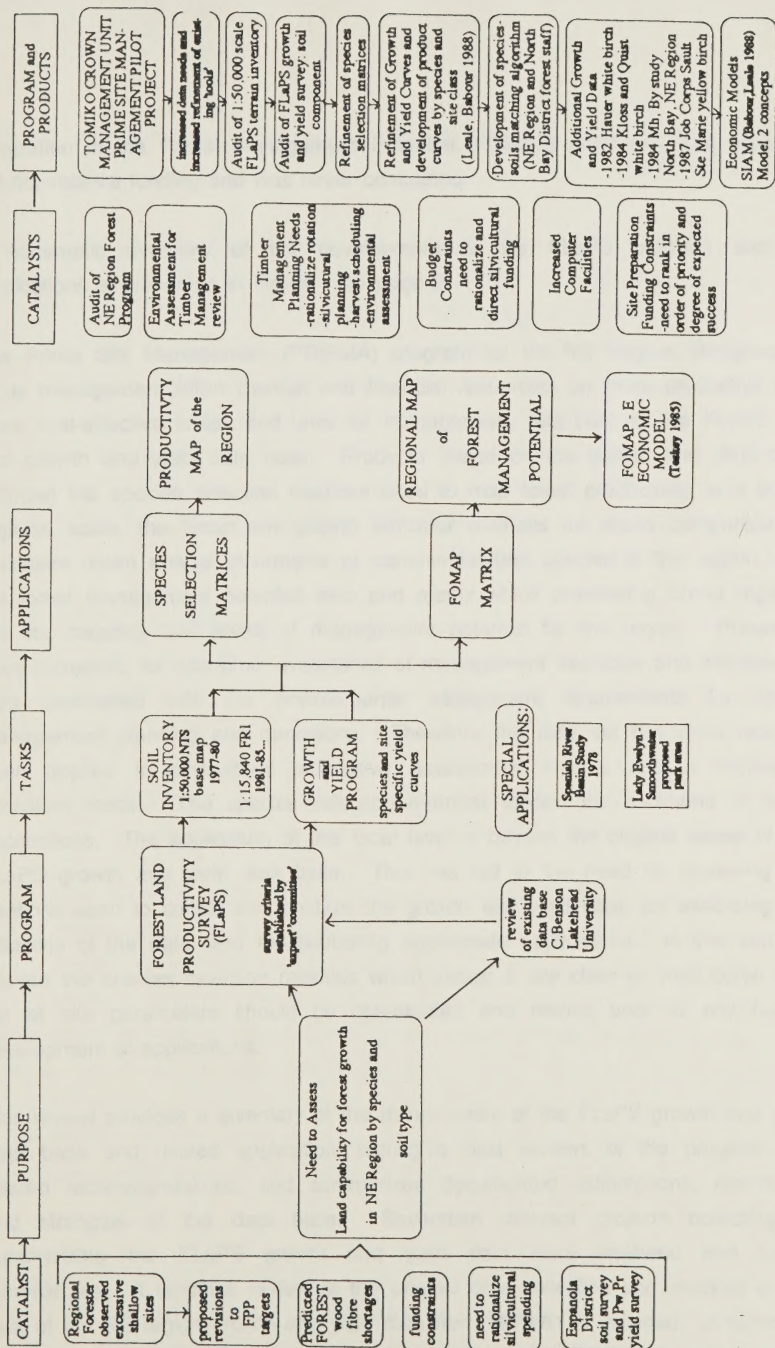 CATALYST
PURPOSE
PROGRAM
TASKS
APPLICATIONS
CATALYSTS
PROGRAM and
PRODUCTS
Regional
Forester observed
excessive
shallow
sites
proposed
revisions
to
FPP
targets
Predicted
FOREST
wood
fibre
shortages
funding
constraints
need to
rationalize
silvicultural
spending
Espanola
District
soil survey
and Pw,Pr
yield survey
Need to Assess
Land capability for forest growth
in NE Region by species and
soil type
FOREST LAND
PRODUCTIVITY
SURVEY
(FLaPS)
survey criteria
established by
'expert' 'committee'
review
of existing
data base
C.Benson
Lakehead
University
SOIL
INVENTORY
1:50,000 NTS
base map
1977-80
1:15,840 FRI
1981-85...
GROWTH
and
YIELD PROGRAM
species and site
specific yield
curves
SPECIAL
APPLICATIONS:
Spanish River
Basin Study
1978
Lady Evelyn -
Smoothwater
proposed
park area
SPECIES
SELECTION
MATRICES
PRODUCTIVITY
MAP of the
REGION
FOMAP
MATRIX
REGIONAL MAP
of
FOREST
MANAGEMENT
POTENTIAL
FOMAP - E
ECONOMIC
MODEL
(Teskey 1985)
Audit of
NE Region Forest
Program
Environmental
Assessment for
Timber
Management
review
Timber
Management
Planning Needs
-rationalize rotation
-silvicutural
planning
-harvest scheduling
-environmental
assessment
Budget
Constraints
need to
rationalize and
direct silvicultural
funding
Increased
Computer
Facilities
Site Preparation
Funding Constraints
-need to rank in
order of priority and
degree of expected
success
TOMIKO CROWN
MANAGEMENT UNIT
PRIME SITE MAN-
AGEMENT PILOT
PROJECT
increased data needs and
increased refinement of exist-
ing 'tools'
Audit of 1:50,000 scale
FLaPS terrain inventory
Audit of FLaPS growth
and yield survey: soil
component
Refinement of species
selection matrices
Refinement of Growth
and Yield Curves and
development of product
curves by species and
site class
(Leale, Babour 1988)
Development of species-
soils matching algorithm
(NE Region and North
Bay District forest staff)
Additional Growth
and Yield Data
-1982 Hauer white birch
-1984 Kloss and Quist
white birch
-1984 Mh, By study
North Bay ,NE Region
-1987 Job Corps Sault
Ste Marie yellow birch
Economic Models
SIAM (Babour,Leale 1988)
Model 2 concepts